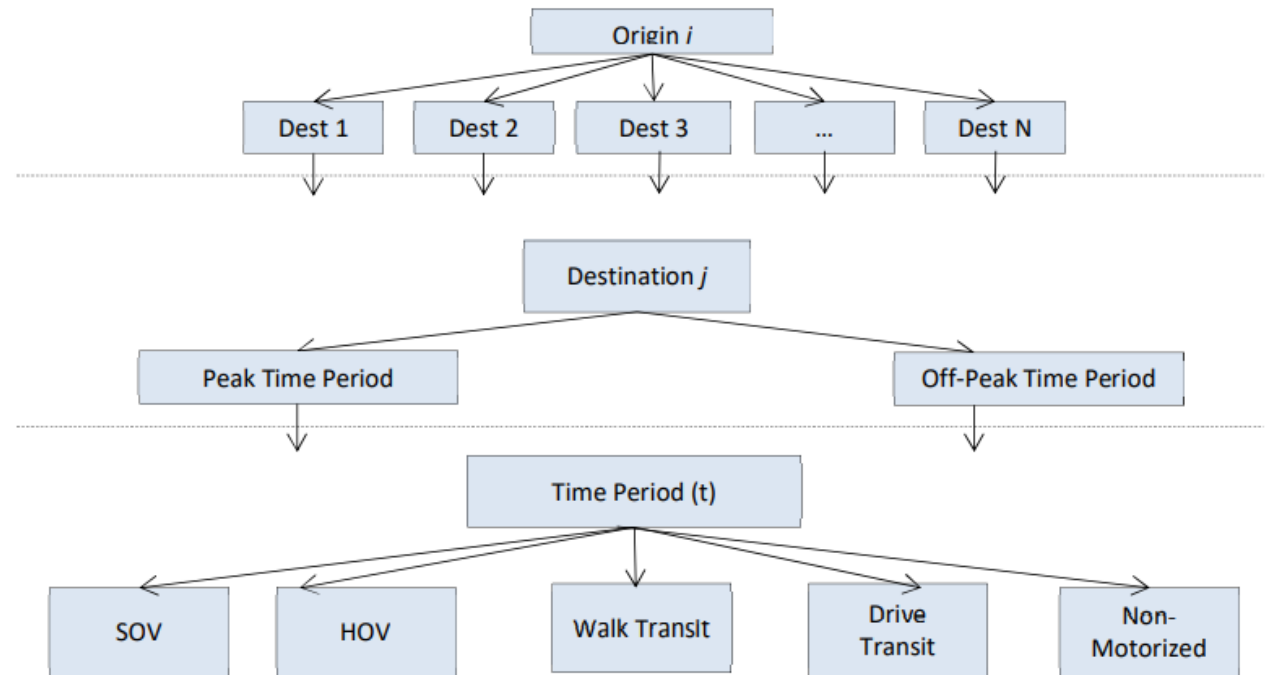 Origin i
Dest 1
Dest 2
Dest 3
...
Dest N
Destination j
Peak Time Period
Off-Peak Time Period
Time Period (t)
SOV
HOV
Walk Transit
Drive
Transit
Non-
Motorized